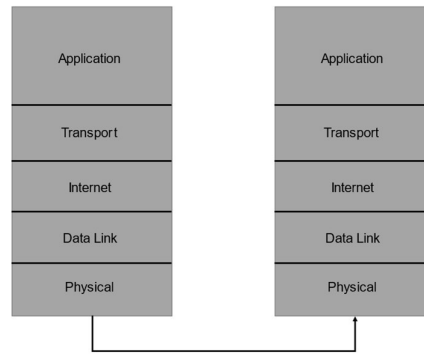 Application
Transport
Internet
Data Link
Physical
Application
Transport
Internet
Data Link
Physical